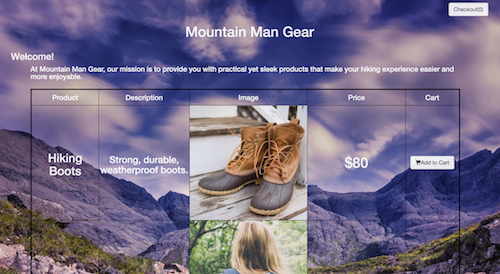 Checkout(0)
Mountain Man Gear
Welcome!
At Mountain Man Gear, our mission is to provide you with practical yet sleek products that make your hiking experience easier and
more enjoyable.
Product Description Image Price Cart
Hiking
Boots
Strong, durable,
weatherproof boots.
$80
Add to Cart